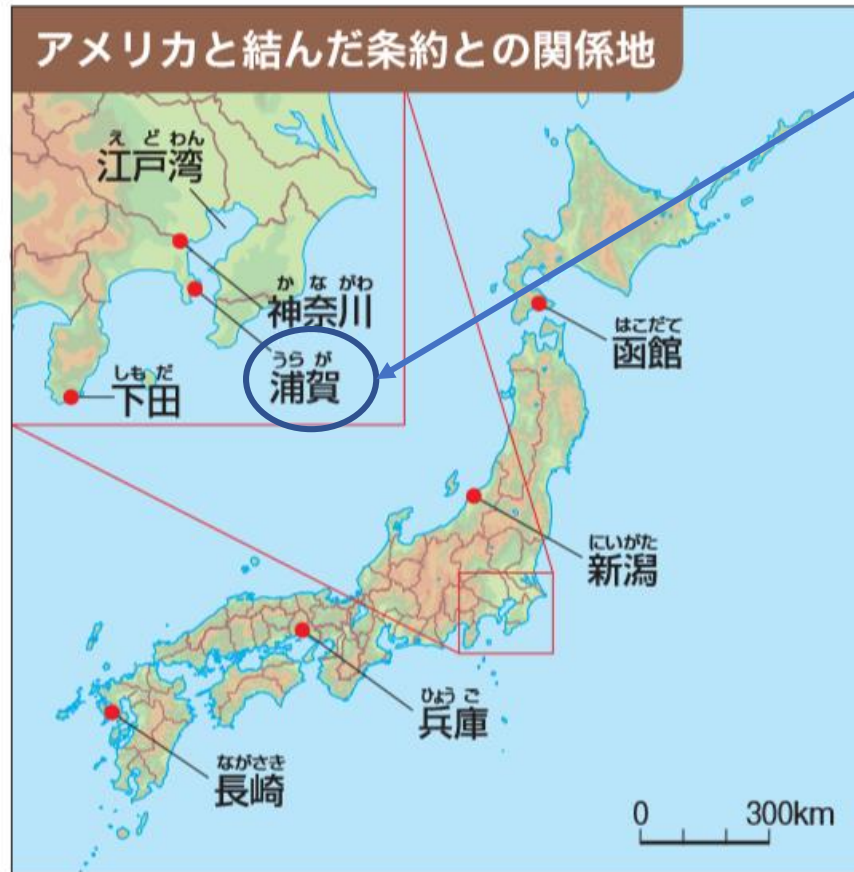 アメリカと結んだ条約との関係地
えどわん
江戸湾
かながわ
神奈川
うらが
浦賀
しもだ
下田
はこだて
函館
にいがた
新潟
ひょうご
兵庫
ながさき
長崎
0 300km